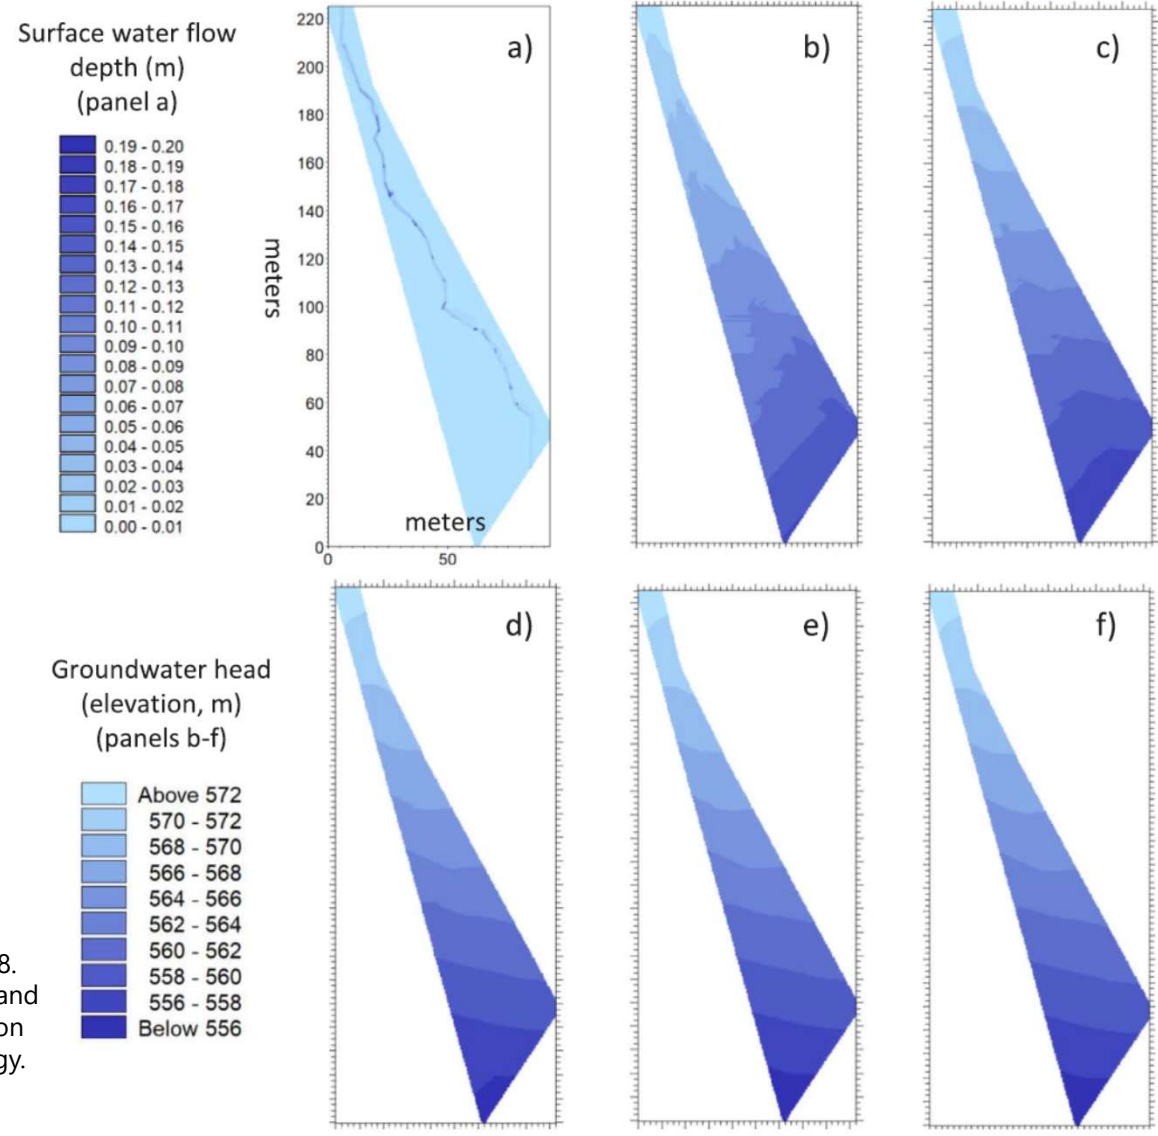 Surface water flow
depth (m)
(panel a)
0.19 - 0.20
0.18 - 0.19
0.17 - 0.18
0.16 - 0.17
0.15 - 0.16
0.14 - 0.15
0.13 - 0.14
0.12 - 0.13
0.11 - 0.12
0.10 - 0.11
0.09 - 0.10
0.08 - 0.09
0.07 - 0.08
0.06 - 0.07
0.05 - 0.06
0.04 - 0.05
0.03 - 0.04
0.02 - 0.03
0.01 - 0.02
0.00 - 0.01
a)
220
200
180
160
140
120
100
80
60
40
20
0
meters
meters
0
50
b)
c)
Groundwater head
(elevation, m)
(panels b-f)
Above 572
570 - 572
568 - 570
566 - 568
564 - 566
562 - 564
560 - 562
558 - 560
556 - 558
Below 556
8.
and
on
gy.
d)
e)
f)